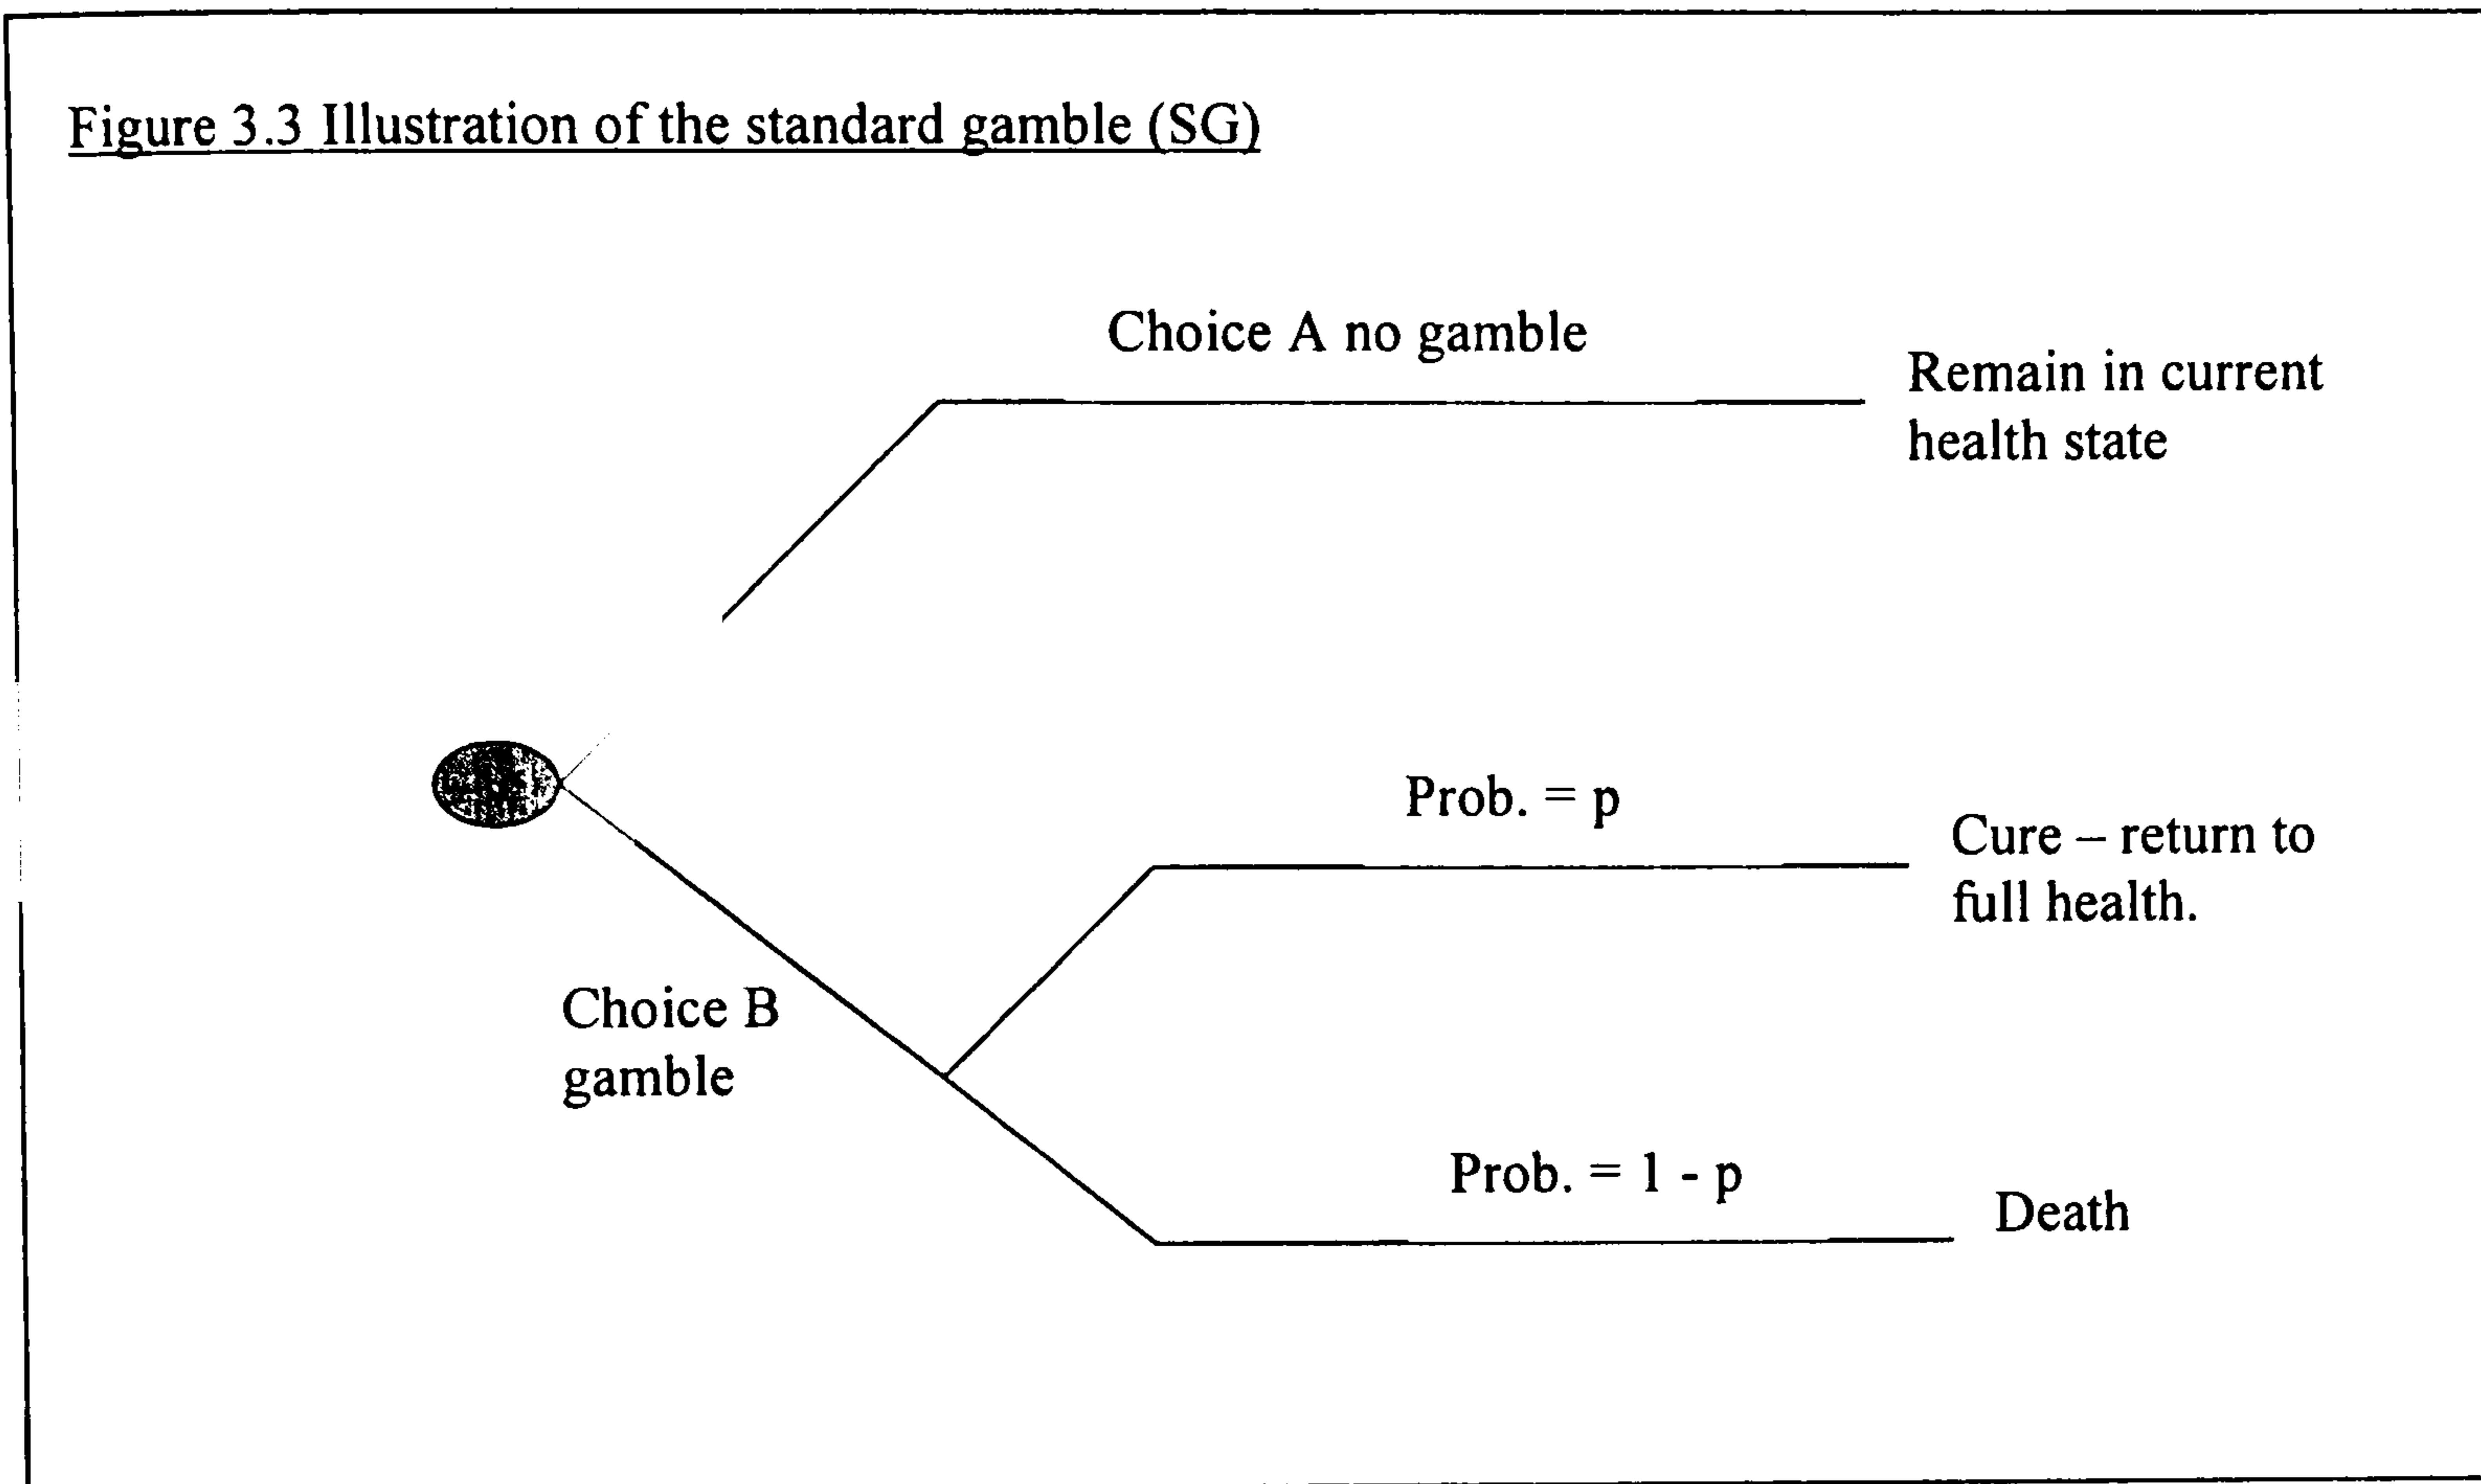 Figure 3.3 Illustration of the standard gamble (SG)
Choice A no gamble
Remain in current
health state
Prob. = p
Cure – return to
full health.
Choice B
gamble
Prob. = 1 - p
Death